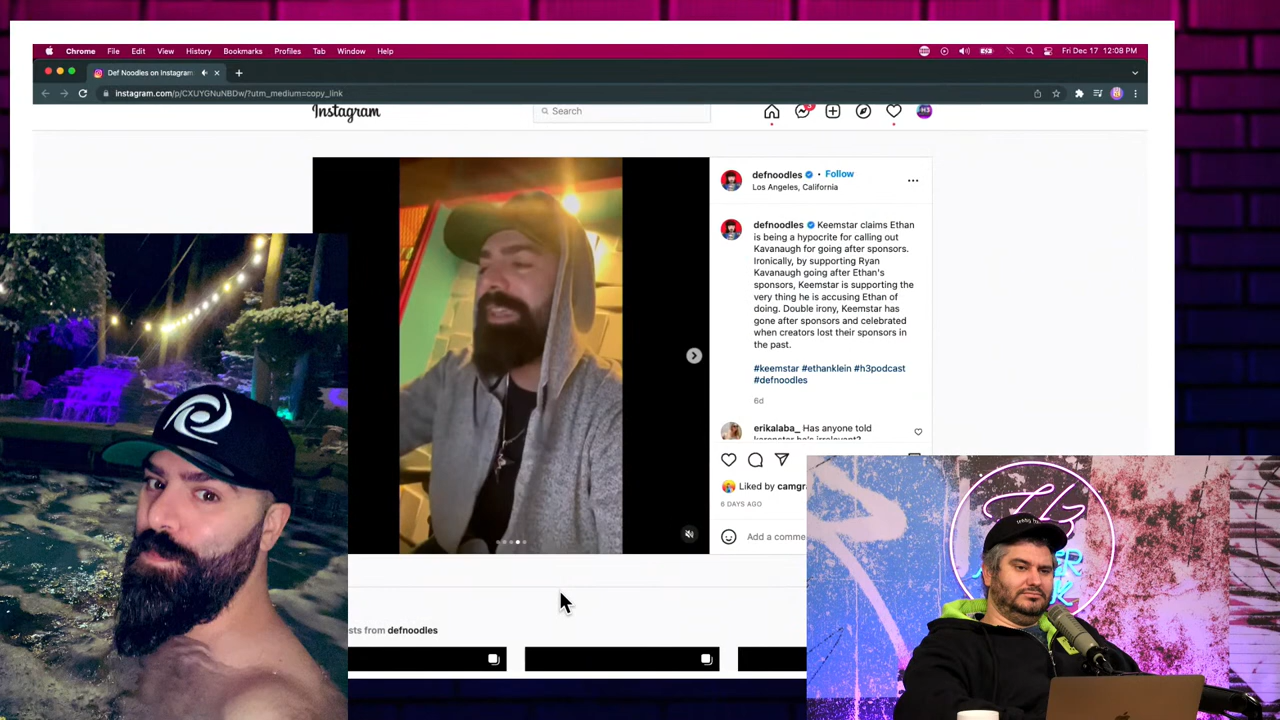 Chrome File Edit View History Bookmarks Profiles Tab Window Help Fri Dec 17 12:08 PM
Def Noodles on Instagram
instagram.com/p/CXUYGNuNBDw/?utm_medium=copy_link
Instagram
Search
defnoodles • Follow
Los Angeles, California
defnoodles Keemstar claims Ethan
is being a hypocrite for calling out
Kavanaugh for going after sponsors.
Ironically, by supporting Ryan
Kavanaugh going after Ethan's
sponsors, Keemstar is supporting the
very thing he is accusing Ethan of
doing. Double irony, Keemstar has
gone after sponsors and celebrated
when creators lost their sponsors in
the past.
#keemstar #ethanklein #h3podcast
#defnoodles
6d
erikalaba_ Has anyone told
Liked by camgr
6 DAYS AGO
Add a comme
sts from defnoodles